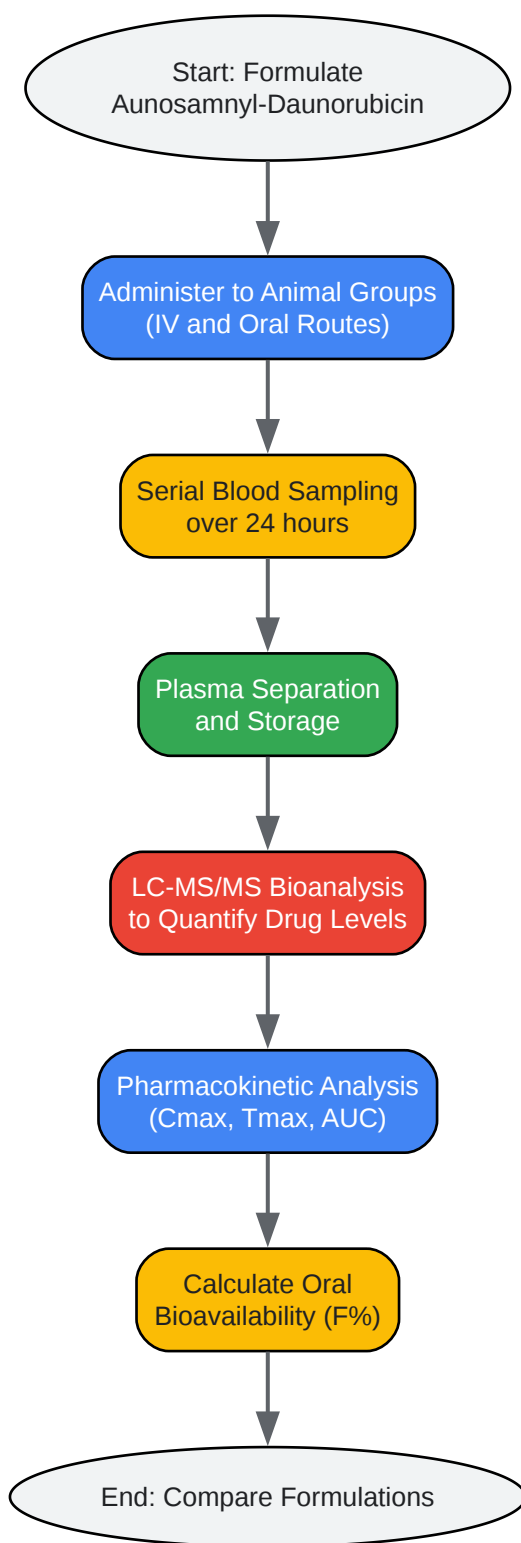 Start: Formulate
Aunosamnyl-Daunorubicin
Administer to Animal Groups
(IV and Oral Routes)
Serial Blood Sampling
over 24 hours
Plasma Separation
and Storage
LC-MS/MS Bioanalysis
to Quantify Drug Levels
Pharmacokinetic Analysis
(Cmax, Tmax, AUC)
Calculate Oral
Bioavailability (F%)
End: Compare Formulations